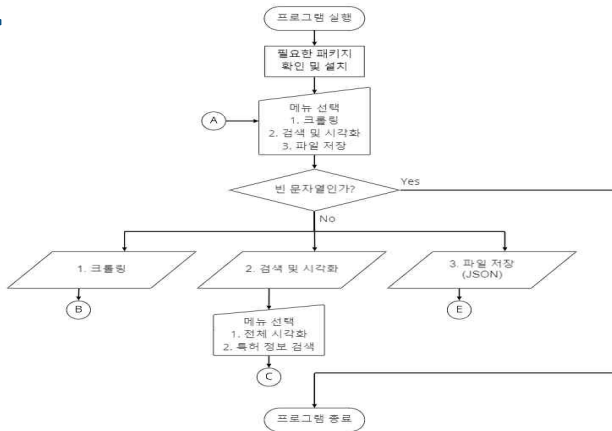 프로그램 실행
필요한 패키지
확인 및 설치
A
메뉴 선택
1. 크롤링
2. 검색 및 시각화
3. 파일 저장
빈 문자열인가?
Yes
No
1. 크롤링
2. 검색 및 시각화
3. 파일 저장
(JSON)
B
E
메뉴 선택
1. 전체 시각화
2. 특허 정보 검색
C
프로그램 종료